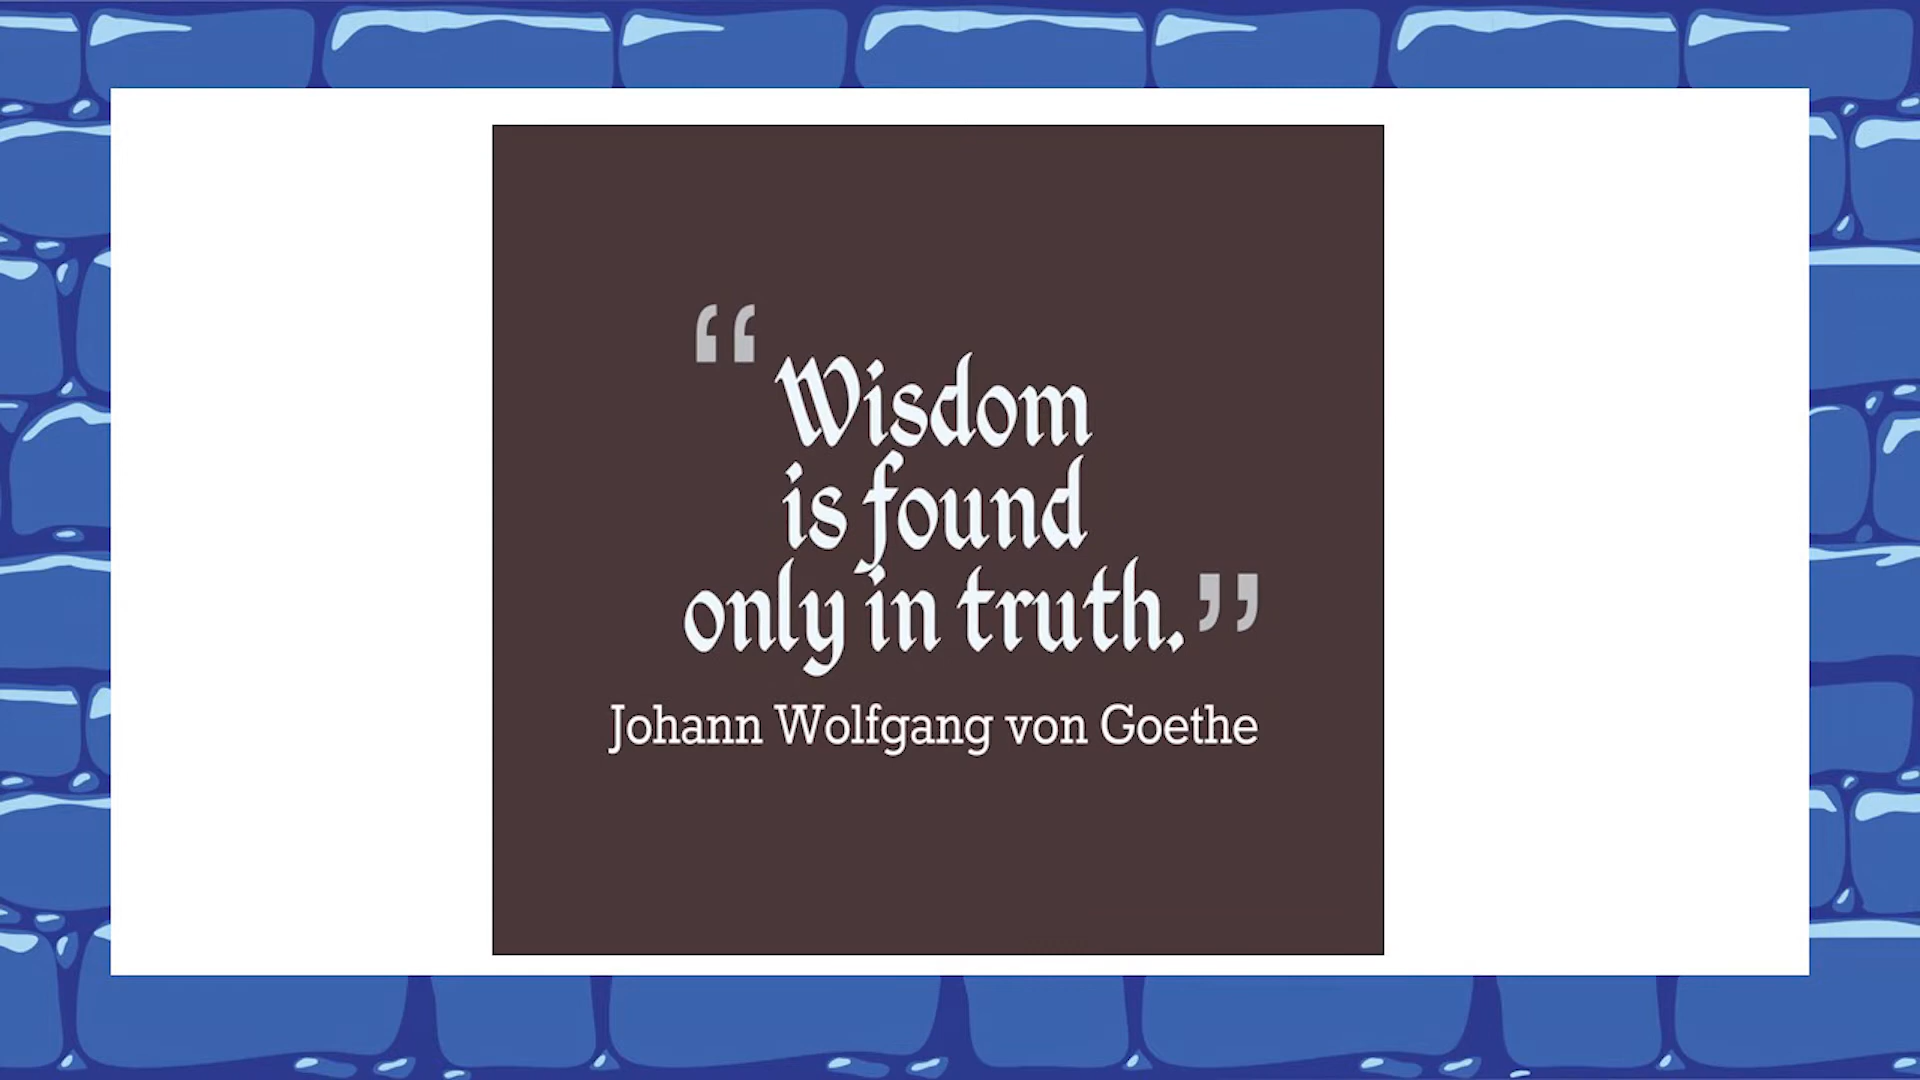 “Wisdom
is found
only in truth.”
Johann Wolfgang von Goethe